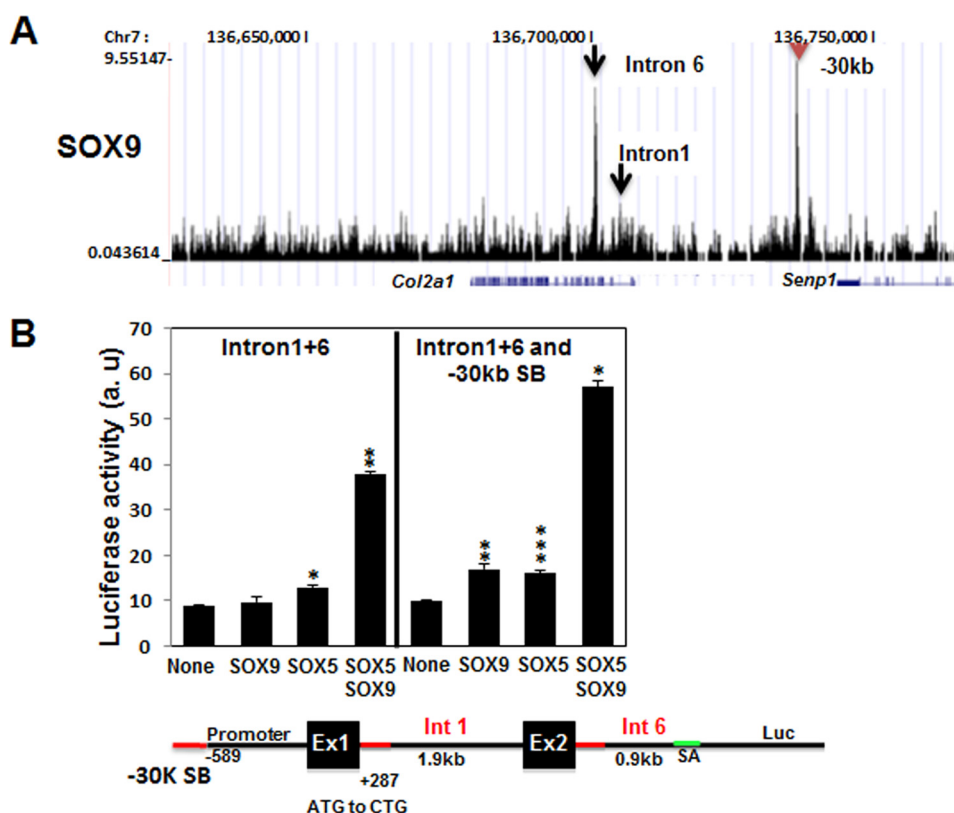 A
Chr7: 136,650,000| 136,700,000| 136,750,000|
9.55147-
Intron 6
-30kb
Intron1
SOX9
0.043614_
Col2a1
Senp1
B
Luciferase activity (a. u)
70
60
50
40
30
20
10
0
Intron1+6
Intron1+6 and
-30kb SB
*
**
**
***
*
None SOX9 SOX5 SOX5
SOX9
None SOX9 SOX5 SOX5
SOX9
Promoter
-589
-30K SB
Ex1
+287
ATG to CTG
Int 1
1.9kb
Ex2
Int 6
0.9kb
SA
Luc